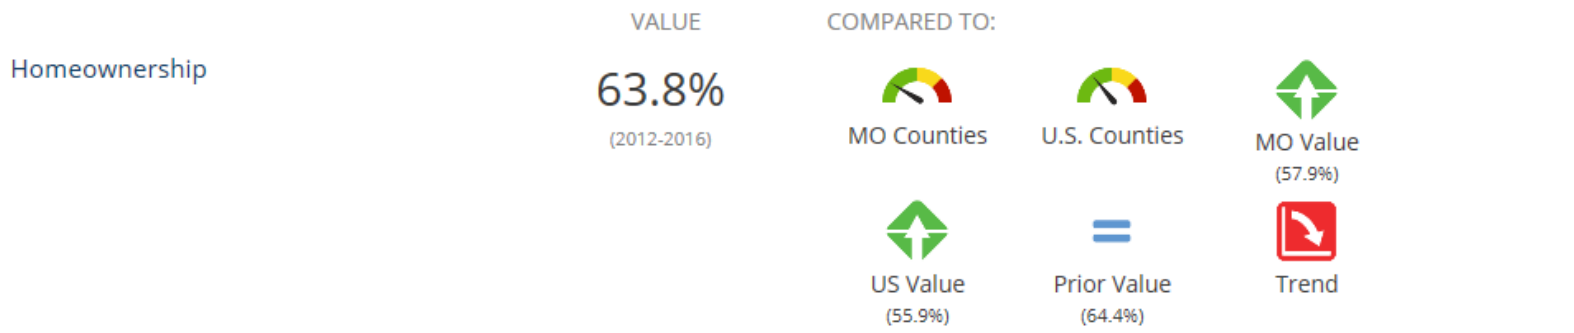 VALUE COMPARED TO:
Homeownership
63.8%
(2012-2016)
MO Counties
U.S. Counties
MO Value
(57.9%)
US Value
(55.9%)
Prior Value
(64.4%)
Trend